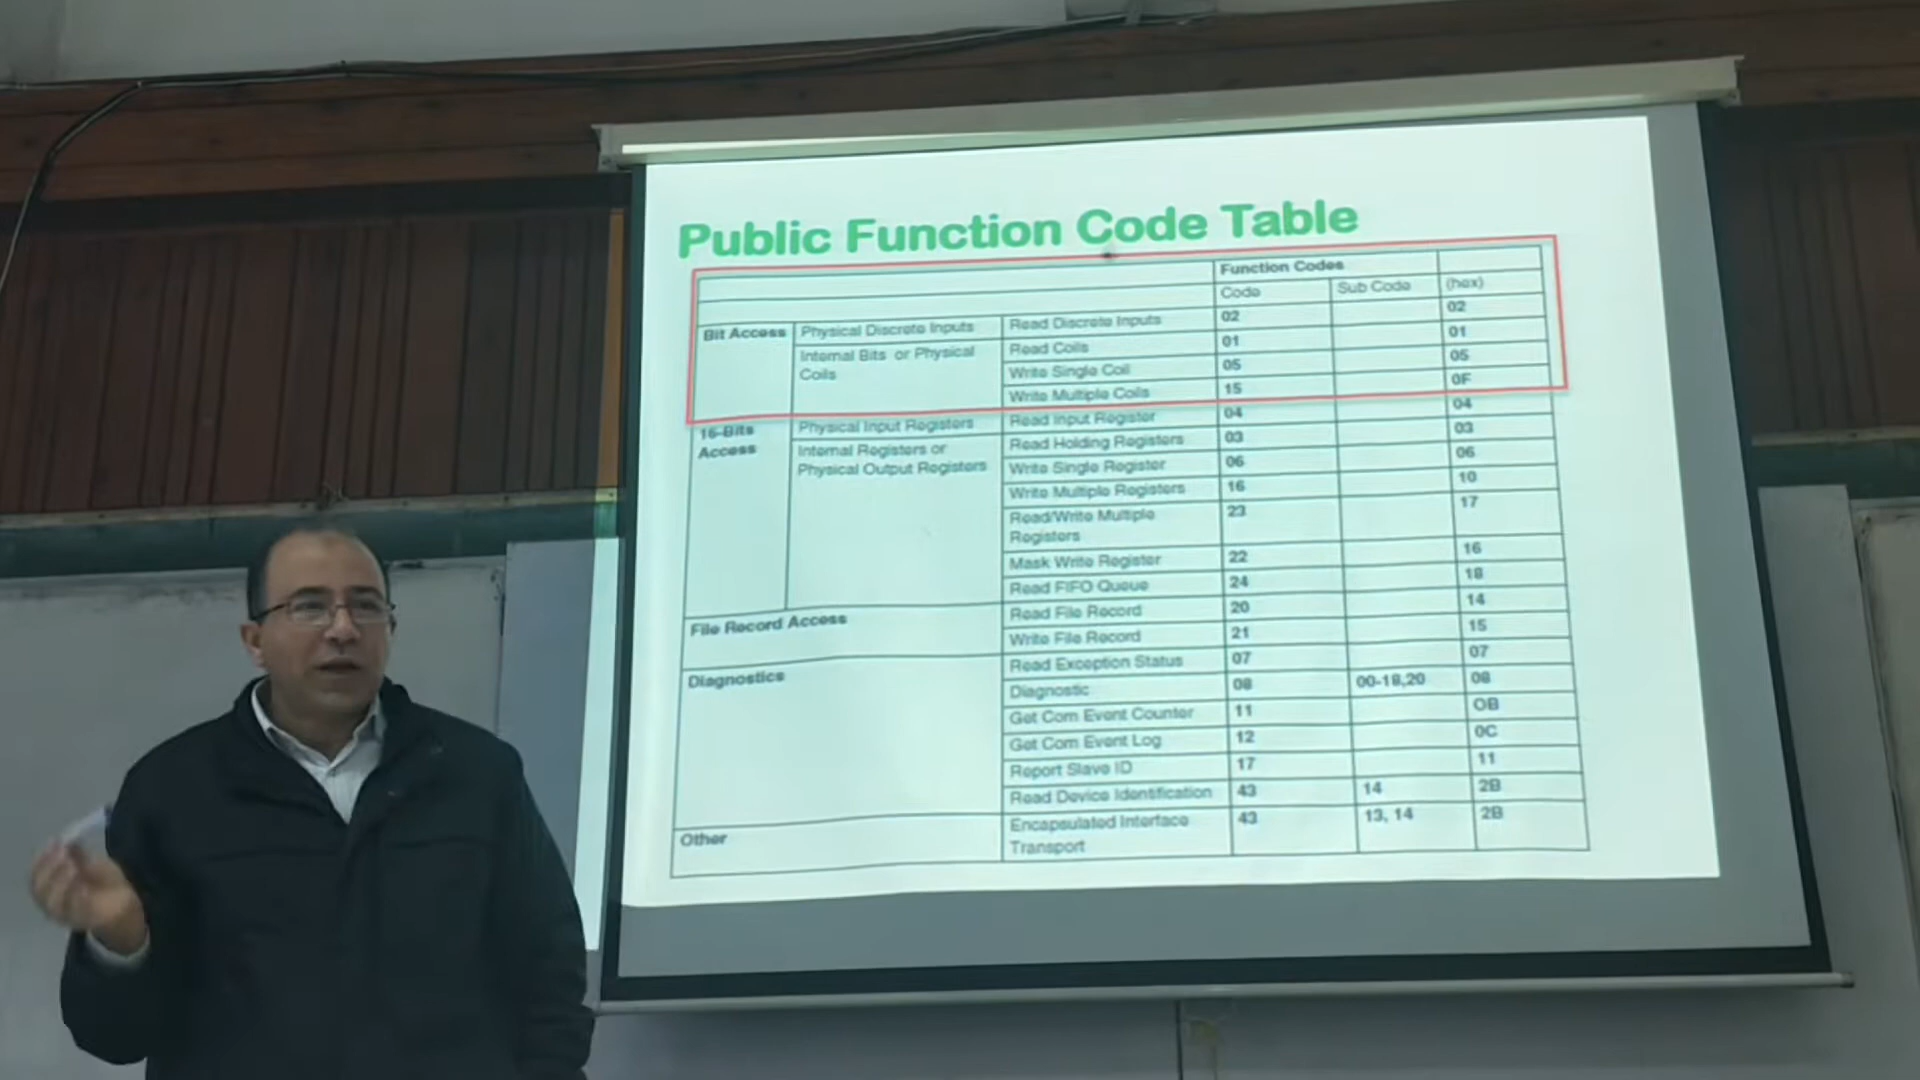 Public Function Code Table
Function Codes
Code Sub Code (hex)
Bit Access Physical Discrete Inputs Read Discrete Inputs 02 02
Internal Bits or Physical Read Coils 01 01
Coils Write Single Coil 05 05
Write Multiple Coils 15 0F
16-Bits Physical Input Registers Read Input Register 04 04
Access Internal Registers or Read Holding Registers 03 03
Physical Output Registers Write Single Register 06 06
Write Multiple Registers 16 10
Read/Write Multiple 23 17
Registers
Mask Write Register 22 16
Read FIFO Queue 24 18
File Record Access Read File Record 20 14
Write File Record 21 15
Diagnostics Read Exception Status 07 07
Diagnostic 08 00-18,20 08
Get Com Event Counter 11 OB
Get Com Event Log 12 0C
Report Slave ID 17 11
Read Device Identification 43 14 2B
Other Encapsulated Interface 43 13, 14 2B
Transport